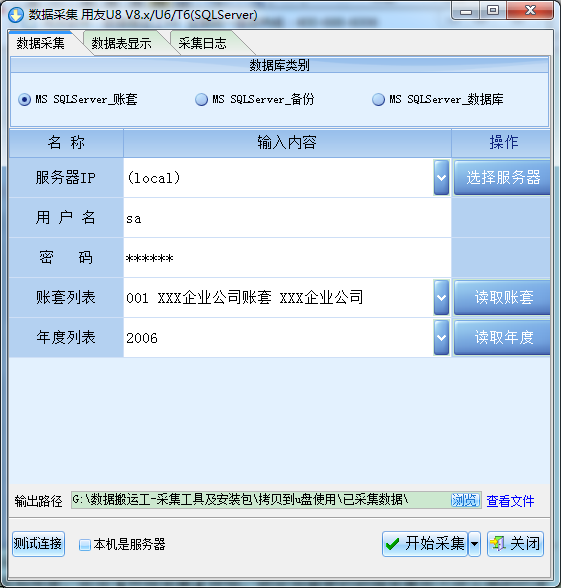 数据采集 用友U8 V8.x/U6/T6(SQLServer)
数据采集 数据表显示 采集日志
数据库类别
MS SQLServer_账套 MS SQLServer_备份 MS SQLServer_数据库
名 称 输入内容 操作
服务器IP (local) 选择服务器
用 户 名 sa
密 码 ******
账套列表 001 XXX企业公司账套 XXX企业公司 读取账套
年度列表 2006 读取年度
输出路径 G:\数据搬运工-采集工具及安装包\拷贝到u盘使用\已采集数据\ 浏览 查看文件
测试连接 本机是服务器 开始采集 关闭